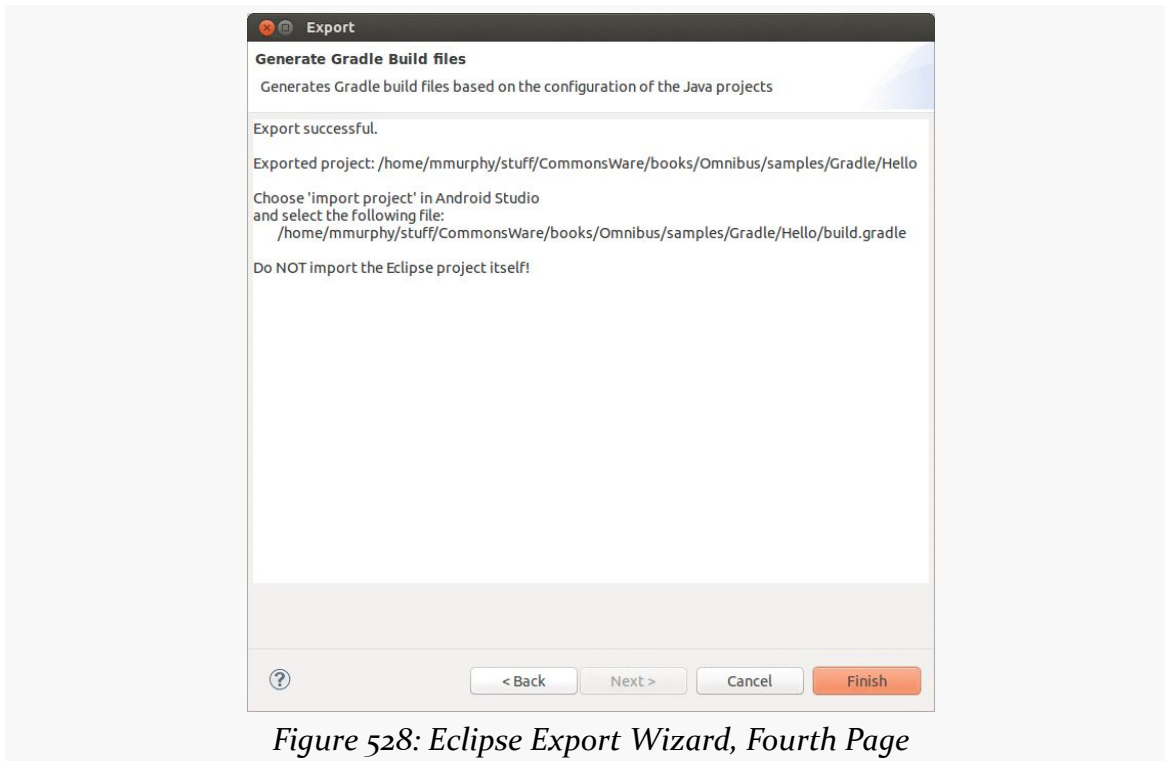 Export
Generate Gradle Build files
Generates Gradle build files based on the configuration of the Java projects
Export successful.
Exported project: /home/mmurphy/stuff/CommonsWare/books/Omnibus/samples/Gradle/Hello
Choose 'import project' in Android Studio
and select the following file:
/home/mmurphy/stuff/CommonsWare/books/Omnibus/samples/Gradle/Hello/build.gradle
Do NOT import the Eclipse project itself!
?
< Back
Next >
Cancel
Finish
Figure 528: Eclipse Export Wizard, Fourth Page